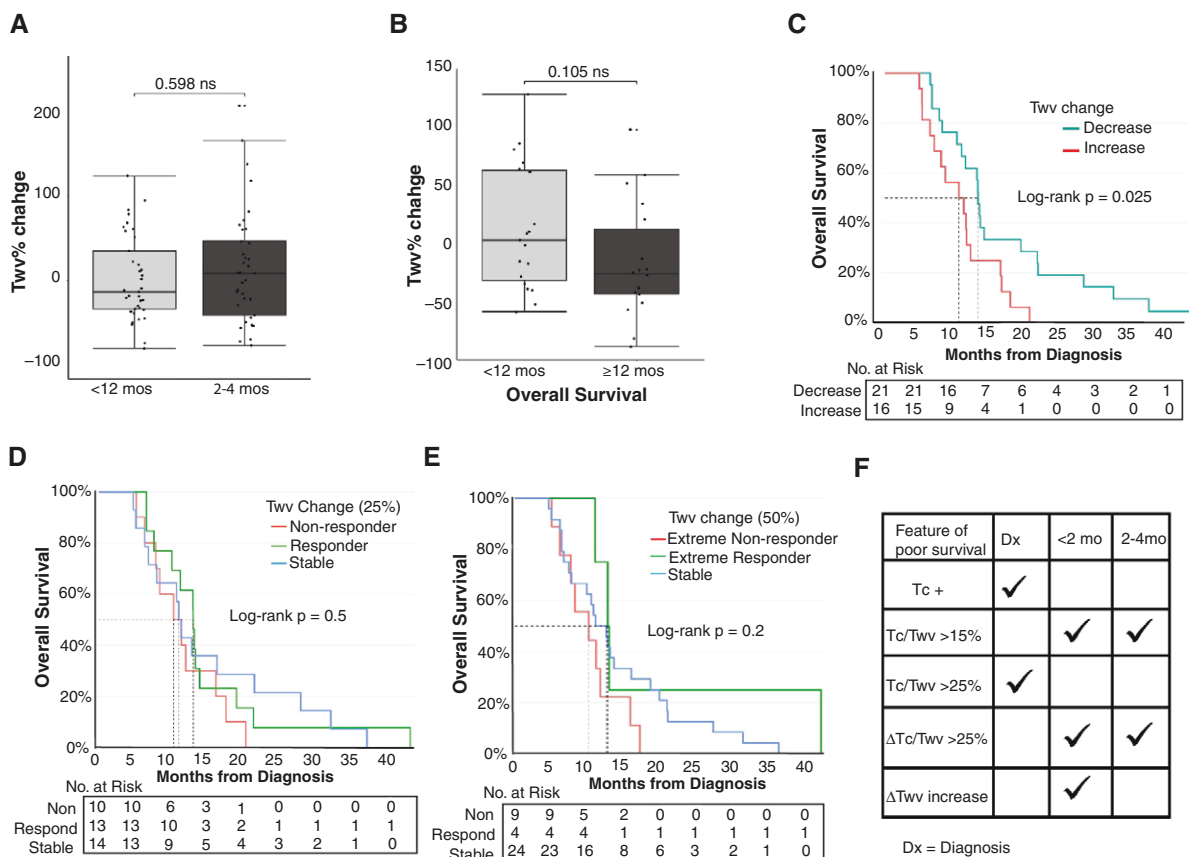 A
Twv% chahge
200
100
0
−100
0.598 ns
<12 mos
2-4 mos
B
Twv% chahge
150
100
50
0
−50
−100
0.105 ns
<12 mos
≥12 mos
Overall Survival
C
Overall Survival
100%
80%
60%
40%
20%
0%
Twv change
Decrease
Increase
Log-rank p = 0.025
0 5 10 15 20 25 30 35 40
Months from Diagnosis
No. at Risk
Decrease 21 21 16 7 6 4 3 2 1
Increase 16 15 9 4 1 0 0 0 0
D
Overall Survival
100%
80%
60%
40%
20%
0%
Twv Change (25%)
Non-responder
Responder
Stable
Log-rank p = 0.5
0 5 10 15 20 25 30 35 40
Months from Diagnosis
No. at Risk
Non 10 10 6 3 1 0 0 0 0
Respond 13 13 10 3 2 1 1 1 1
Stable 14 13 9 5 4 3 2 1 0
E
Overall Survival
100%
80%
60%
40%
20%
0%
Twv change (50%)
Extreme Non-responder
Extreme Responder
Stable
Log-rank p = 0.2
0 5 10 15 20 25 30 35 40
Months from Diagnosis
No. at Risk
Non 9 9 5 2 0 0 0 0 0
Respond 4 4 4 1 1 1 1 1 1
Stable 24 23 16 8 6 3 2 1 0
F
Feature of poor survival Dx <2 mo 2-4mo
Tc + ✓
Tc/Twv >15% ✓ ✓
Tc/Twv >25% ✓
ΔTc/Twv >25% ✓ ✓
ΔTwv increase ✓
Dx = Diagnosis